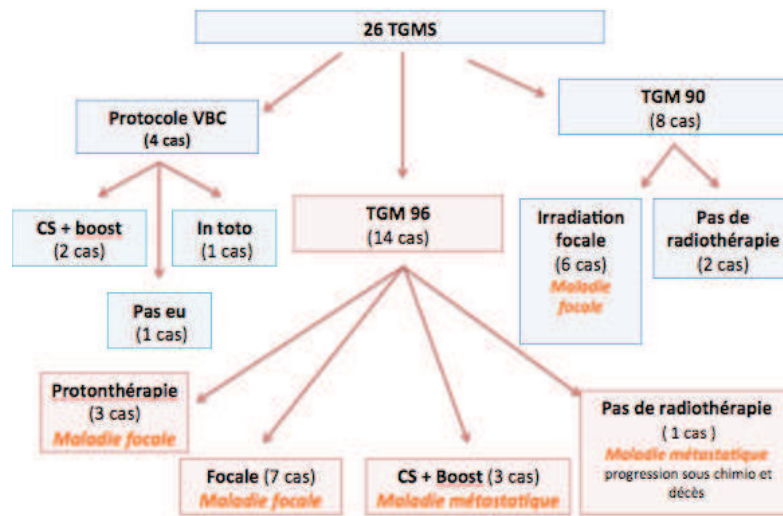 26 TGMS
Protocole VBC
(4 cas)
TGM 90
(8 cas)
CS + boost
(2 cas)
In toto
(1 cas)
Pas eu
(1 cas)
TGM 96
(14 cas)
Irradiation
focale
(6 cas)
Maladie
focale
Pas de
radiothérapie
(2 cas)
Protonthérapie
(3 cas)
Maladie focale
Focale (7 cas)
Maladie focale
CS + Boost (3 cas)
Maladie métastatique
Pas de radiothérapie
( 1 cas )
Maladie métastatique
progression sous chimio et
décès